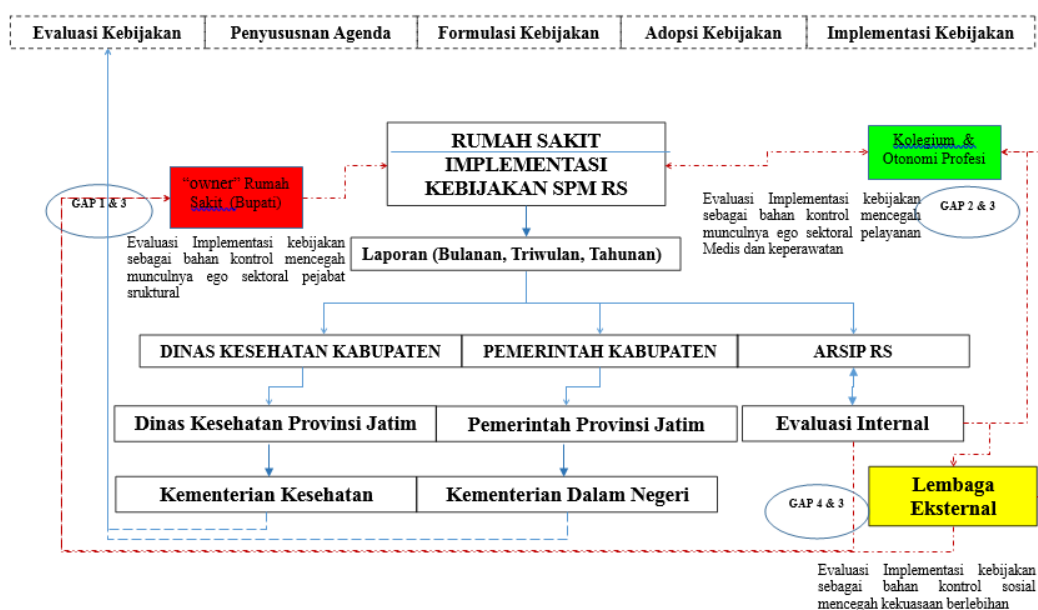 Evaluasi Kebijakan
Penyususnan Agenda
Formulasi Kebijakan
Adopsi Kebijakan
Implementasi Kebijakan
RUMAH SAKIT
IMPLEMENTASI
KEBIJAKAN SPM RS
Kolegium &
Otonomi Profesi
"owner" Rumah
Sakit (Bupati)
GAP 1 & 3
GAP 2 & 3
Evaluasi Implementasi kebijakan
sebagai bahan kontrol mencegah
munculnya ego sektoral pelayanan
Medis dan keperawatan
Evaluasi Implementasi kebijakan
sebagai bahan kontrol mencegah
munculnya ego sektoral pejabat
sruktural
Laporan (Bulanan, Triwulan, Tahunan)
DINAS KESEHATAN KABUPATEN
PEMERINTAH KABUPATEN
ARSIP RS
Dinas Kesehatan Provinsi Jatim
Pemerintah Provinsi Jatim
Evaluasi Internal
Kementerian Kesehatan
Kementerian Dalam Negeri
GAP 4 & 3
Lembaga
Eksternal
Evaluasi Implementasi kebijakan
sebagai bahan kontrol sosial
mencegah kekuasaan berlebihan